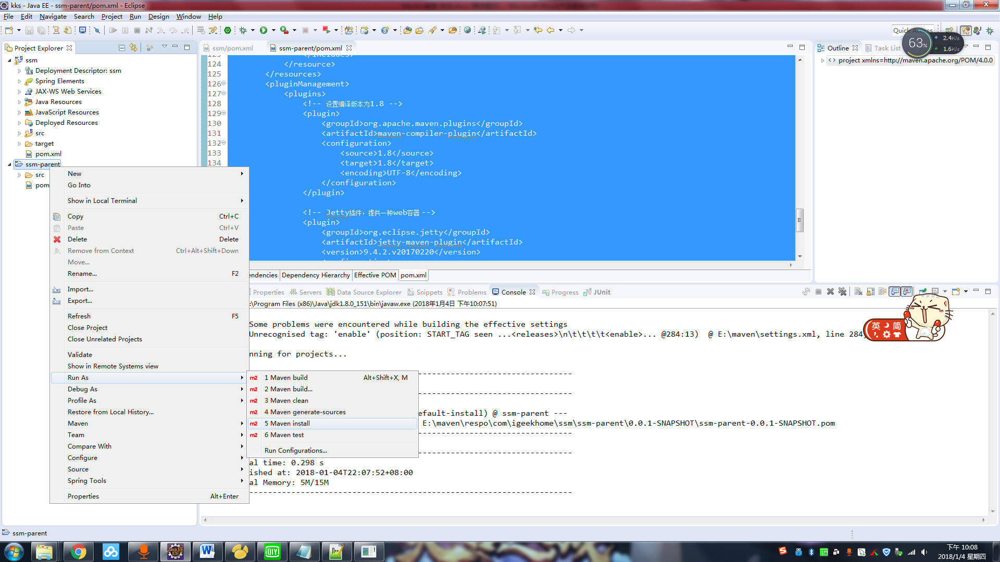 kks - Java EE - ssm-parent/pom.xml - Eclipse
File Edit Navigate Search Project Run Design Window Help
Quick Access
63%
2.4K/s
1.6K/s
Project Explorer
ssm
Deployment Descriptor: ssm
Spring Elements
JAX-WS Web Services
Java Resources
JavaScript Resources
Deployed Resources
src
target
pom.xml
ssm-parent
src
pom
New
Go Into
Show in Local Terminal
Copy Ctrl+C
Paste Ctrl+V
Delete Delete
Remove from Context Ctrl+Alt+Shift+Down
Move...
Rename... F2
Import...
Export...
Refresh F5
Close Project
Close Unrelated Projects
Validate
Show in Remote Systems view
Run As
Debug As
Profile As
Restore from Local History...
Maven
Team
Compare With
Configure
Source
Spring Tools
Properties Alt+Enter
m2 1 Maven build Alt+Shift+X, M
m2 2 Maven build...
m2 3 Maven clean
m2 4 Maven generate-sources
m2 5 Maven install
m2 6 Maven test
Run Configurations...
ssm/pom.xml ssm-parent/pom.xml
124 </resource>
125 </resources>
126 <pluginManagement>
127 <plugins>
128 <!-- 设置编译版本为1.8 -->
129 <plugin>
130 <groupId>org.apache.maven.plugins</groupId>
131 <artifactId>maven-compiler-plugin</artifactId>
132 <configuration>
133 <source>1.8</source>
134 <target>1.8</target>
<encoding>UTF-8</encoding>
</configuration>
</plugin>
<!-- Jetty插件，提供一种web容器 -->
<plugin>
<groupId>org.eclipse.jetty</groupId>
<artifactId>jetty-maven-plugin</artifactId>
<version>9.4.2.v20170220</version>
endencies Dependency Hierarchy Effective POM pom.xml
Outline Task List
project xmlns=http://maven.apache.org/POM/4.0.0
Properties Servers Data Source Explorer Snippets Problems Console Progress JUnit
:\Program Files (x86)\Java\jdk1.8.0_151\bin\javaw.exe (2018年1月4日 下午10:07:51)
Some problems were encountered while building the effective settings
Unrecognised tag: 'enable' (position: START_TAG seen ...<releases>\n\t\t\t\t<enable>... @284:13) @ E:\maven\settings.xml, line 284
nning for projects...
------------------------------------
------------------------------------
efault-install) @ ssm-parent ---
E:\maven\respo\com\igeekhome\ssm\ssm-parent\0.0.1-SNAPSHOT\ssm-parent-0.0.1-SNAPSHOT.pom
------------------------------------
------------------------------------
al time: 0.298 s
ished at: 2018-01-04T22:07:52+08:00
al Memory: 5M/15M
------------------------------------------------------------------------
英 简
ssm-parent
下午 10:08
2018/1/4 星期四